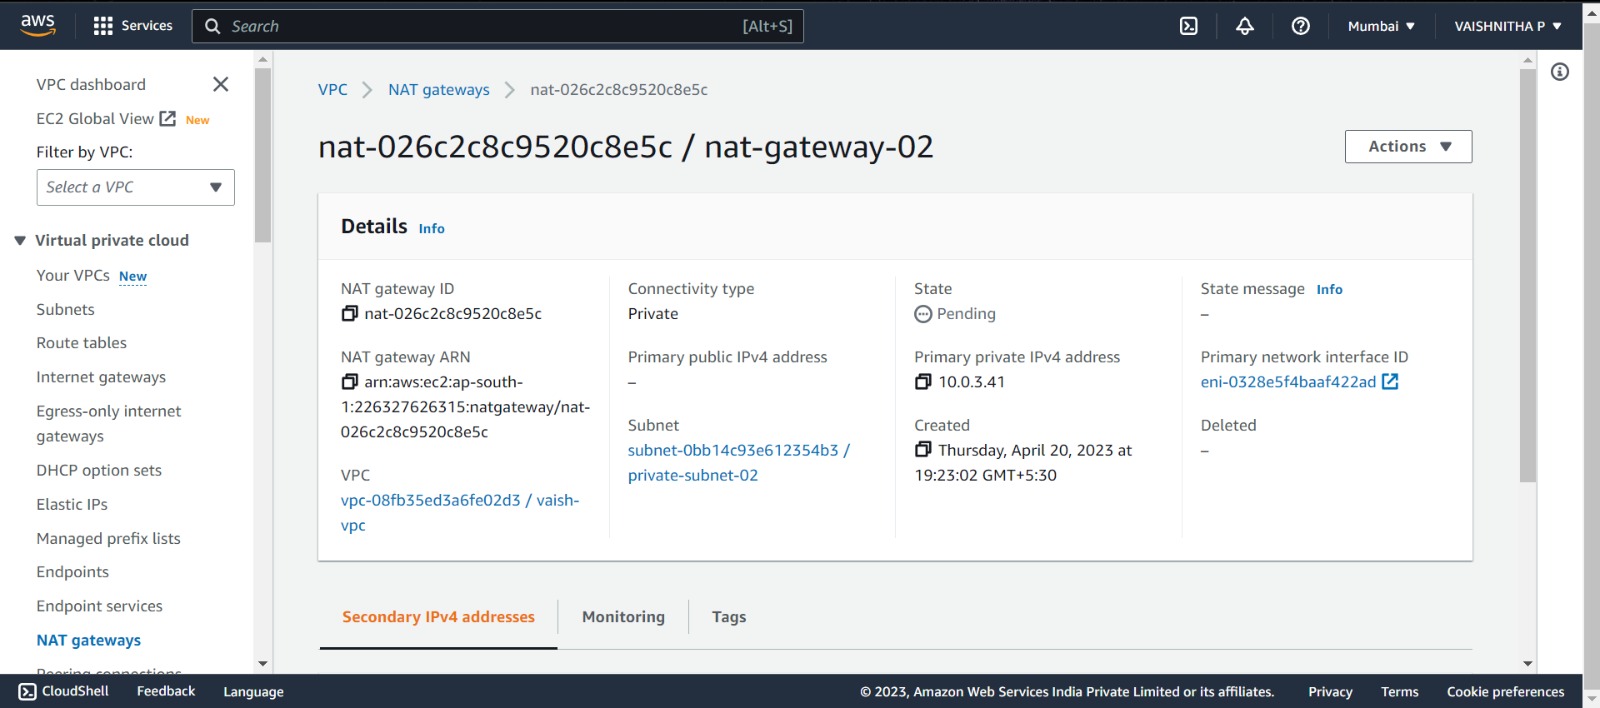 aws
Services
Search [Alt+S]
Mumbai ▼
VAISHNITHA P ▼
VPC dashboard
EC2 Global View New
Filter by VPC:
Select a VPC
Virtual private cloud
Your VPCs New
Subnets
Route tables
Internet gateways
Egress-only internet
gateways
DHCP option sets
Elastic IPs
Managed prefix lists
Endpoints
Endpoint services
NAT gateways
Peering connections
VPC > NAT gateways > nat-026c2c8c9520c8e5c
nat-026c2c8c9520c8e5c / nat-gateway-02
Actions ▼
Details Info
NAT gateway ID
nat-026c2c8c9520c8e5c
NAT gateway ARN
arn:aws:ec2:ap-south-
1:226327626315:natgateway/nat-
026c2c8c9520c8e5c
VPC
vpc-08fb35ed3a6fe02d3 / vaish-
vpc
Connectivity type
Private
Primary public IPv4 address
–
Subnet
subnet-0bb14c93e612354b3 /
private-subnet-02
State
Pending
Primary private IPv4 address
10.0.3.41
Created
Thursday, April 20, 2023 at
19:23:02 GMT+5:30
State message Info
–
Primary network interface ID
eni-0328e5f4baaf422ad
Deleted
–
Secondary IPv4 addresses
Monitoring
Tags
CloudShell
Feedback
Language
© 2023, Amazon Web Services India Private Limited or its affiliates.
Privacy
Terms
Cookie preferences